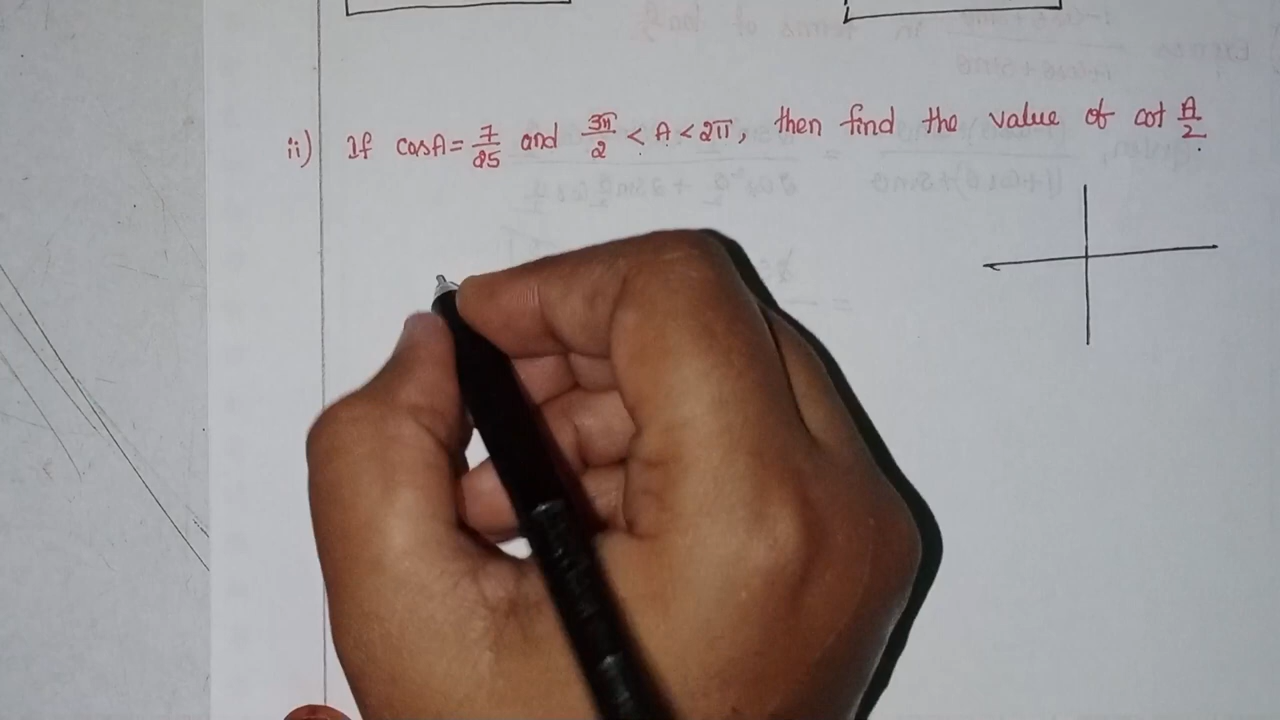 ii) If cosA = 7/25 and 3π/2 < A < 2π, then find the value of cot A/2.